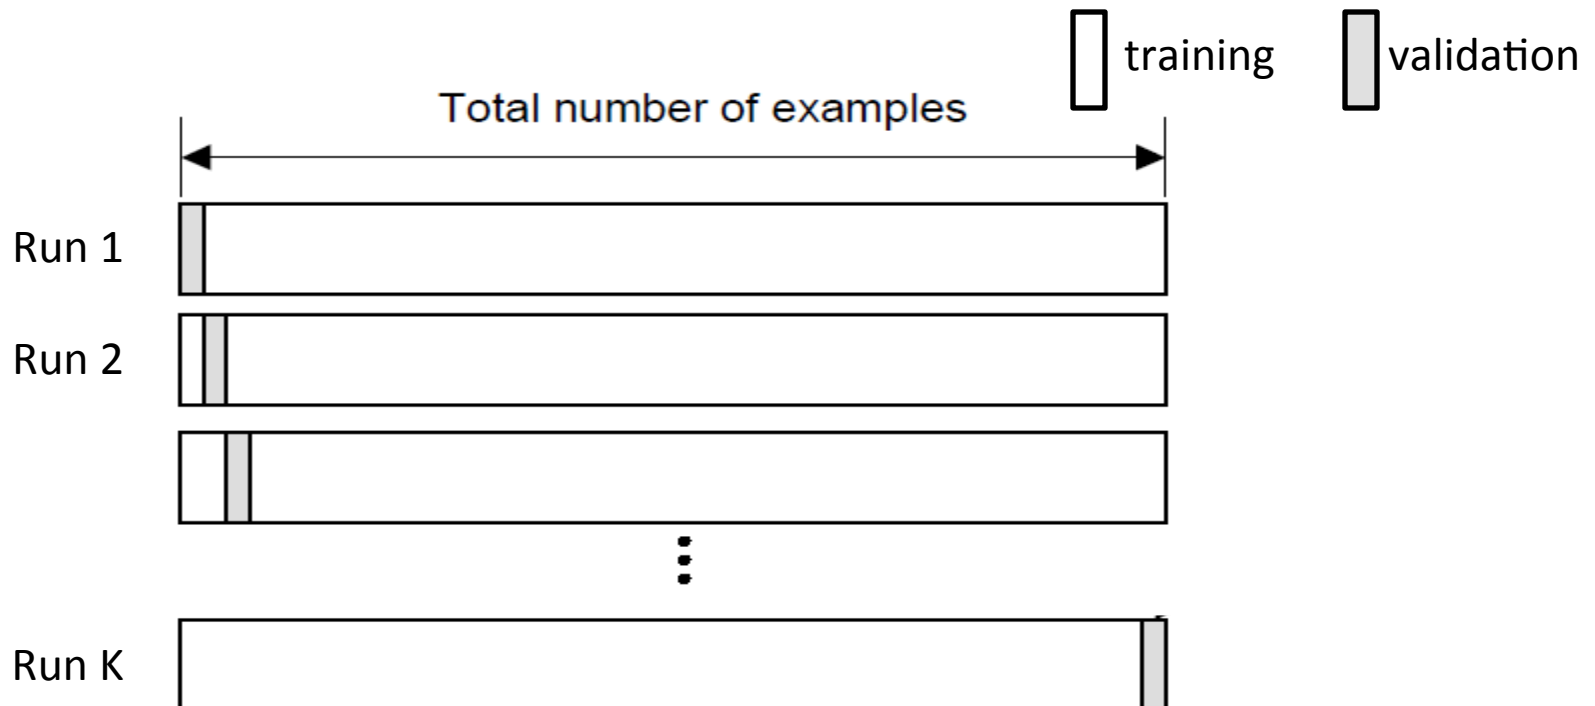 training
validation
Total number of examples
Run 1
Run 2
Run K